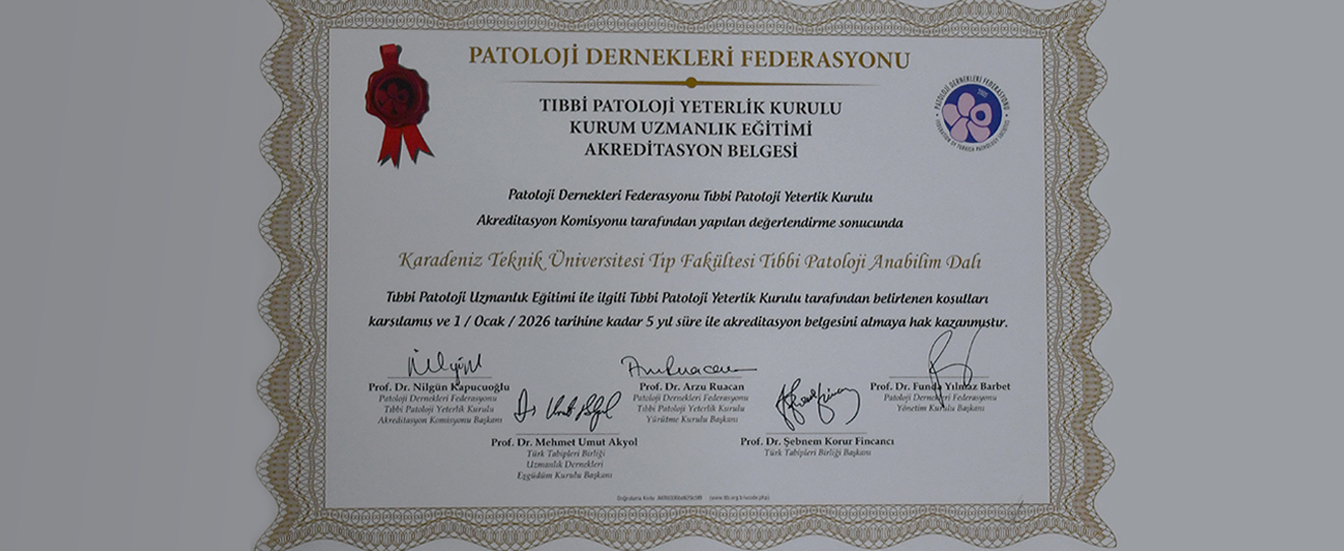 PATOLOJİ DERNEKLERİ FEDERASYONU
PATOLOJİ DERNEKLERİ FEDERASYONU
TIBBİ PATOLOJİ YETERLİK KURULU
KURUM UZMANLIK EĞİTİMİ
AKREDİTASYON BELGESİ
Patoloji Dernekleri Federasyonu Tıbbi Patoloji Yeterlik Kurulu
Akreditasyon Komisyonu tarafından yapılan değerlendirme sonucunda
Karadeniz Teknik Üniversitesi Tıp Fakültesi Tıbbi Patoloji Anabilim Dalı
Tıbbi Patoloji Uzmanlık Eğitimi ile ilgili Tıbbi Patoloji Yeterlik Kurulu tarafından belirlenen koşulları
karşılamış ve 1 / Ocak / 2026 tarihine kadar 5 yıl süre ile akreditasyon belgesini almaya hak kazanmıştır.
Prof. Dr. Nilgün Kapucuoğlu
Patoloji Dernekleri Federasyonu
Tıbbi Patoloji Yeterlik Kurulu
Akreditasyon Komisyonu Başkanı
Prof. Dr. Arzu Ruacan
Patoloji Dernekleri Federasyonu
Tıbbi Patoloji Yeterlik Kurulu
Yürütme Kurulu Başkanı
Prof. Dr. Funda Yılmaz Barbet
Patoloji Dernekleri Federasyonu
Yönetim Kurulu Başkanı
Prof. Dr. Mehmet Umut Akyol
Türk Tabipleri Birliği
Uzmanlık Dernekleri
Eşgüdüm Kurulu Başkanı
Prof. Dr. Şebnem Korur Fincancı
Türk Tabipleri Birliği Başkanı
Doğrulama Kodu: